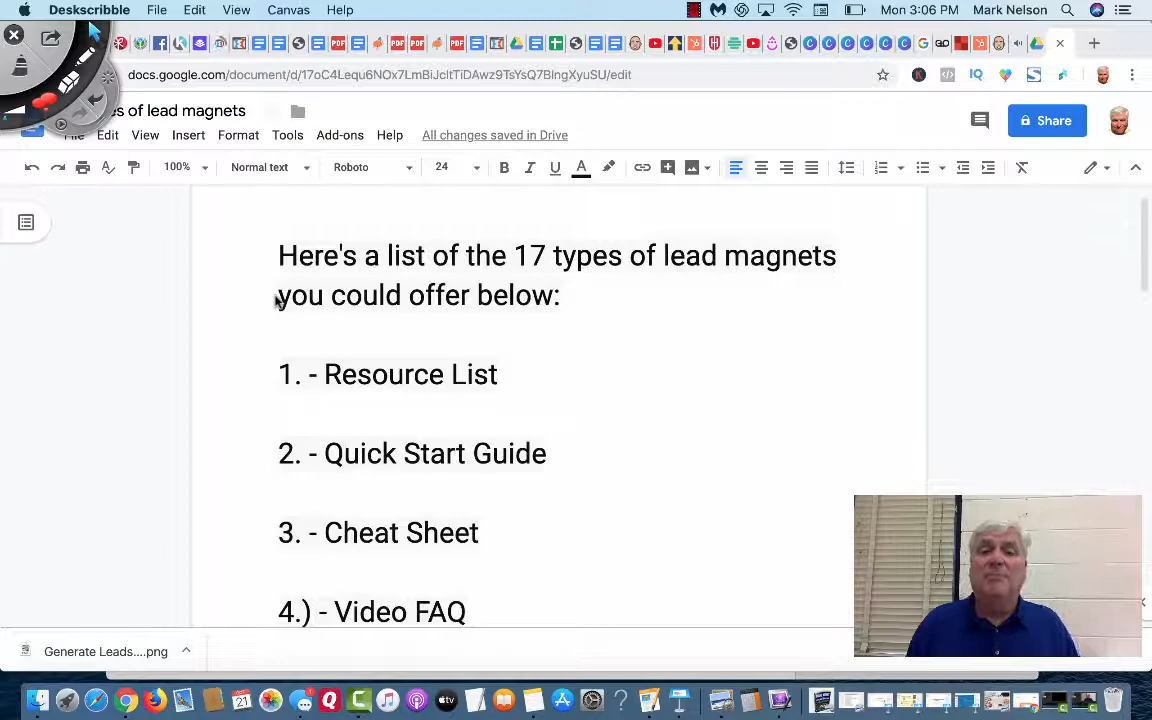 Deskscribble File Edit View Canvas Help Mon 3:06 PM Mark Nelson
docs.google.com/document/d/17oC4Lequ6NOx7LmBiJcltTiDAwz9TsYsQ7BlngXyuSU/edit
es of lead magnets
File Edit View Insert Format Tools Add-ons Help All changes saved in Drive
Share
100% Normal text Roboto 24
Here's a list of the 17 types of lead magnets
you could offer below:
1. - Resource List
2. - Quick Start Guide
3. - Cheat Sheet
4.) - Video FAQ
Generate Leads....png